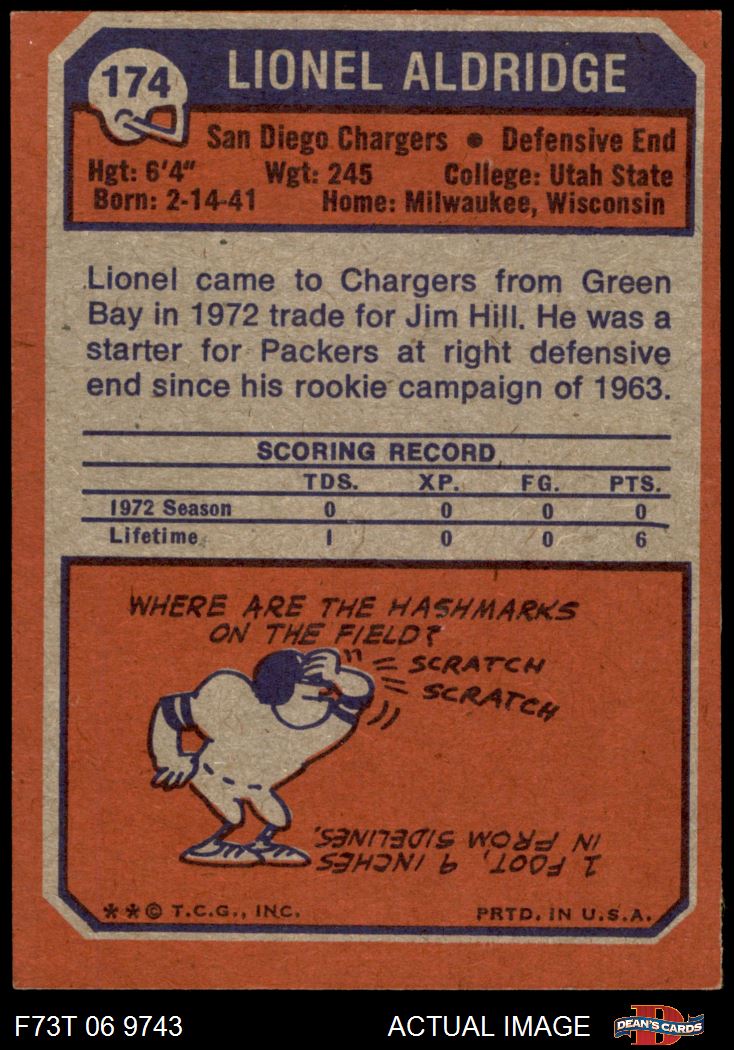 174
LIONEL ALDRIDGE
San Diego Chargers • Defensive End
Hgt: 6'4" Wgt: 245 College: Utah State
Born: 2-14-41 Home: Milwaukee, Wisconsin
Lionel came to Chargers from Green
Bay in 1972 trade for Jim Hill. He was a
starter for Packers at right defensive
end since his rookie campaign of 1963.
SCORING RECORD
TDS. XP. FG. PTS.
1972 Season 0 0 0 0
Lifetime 1 0 0 6
WHERE ARE THE HASHMARKS
ON THE FIELD?
SCRATCH
SCRATCH
1 FOOT, 9 INCHES
IN FROM SIDELINES.
* * © T.C.G., INC. PRTD. IN U.S.A.
F73T 06 9743 ACTUAL IMAGE
D
DEAN'S CARDS